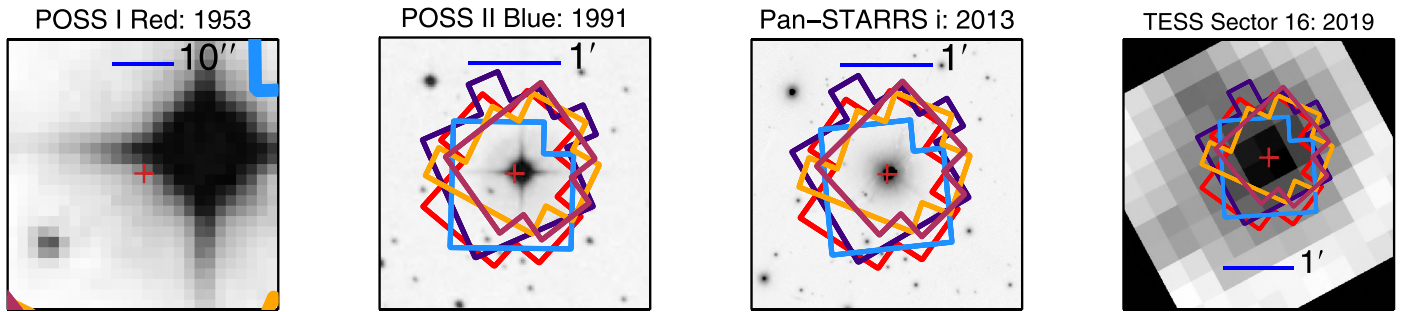 POSS I Red: 1953
10′′
POSS II Blue: 1991
1′
Pan−STARRS i: 2013
1′
TESS Sector 16: 2019
1′